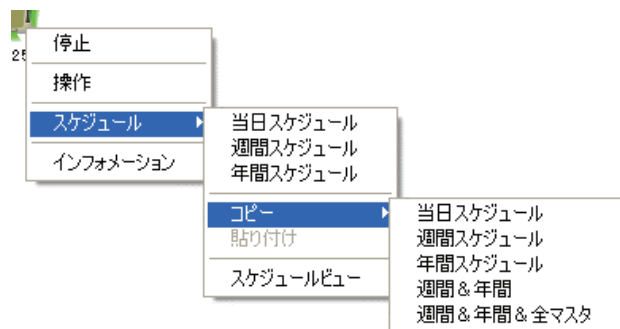 25
停止
操作
スケジュール
インフォメーション
当日スケジュール
週間スケジュール
年間スケジュール
コピー
貼り付け
スケジュールビュー
当日スケジュール
週間スケジュール
年間スケジュール
週間＆年間
週間＆年間＆全マスタ